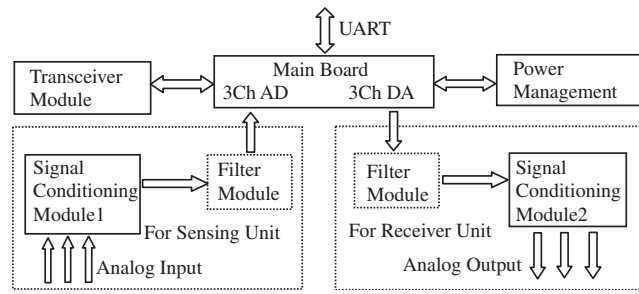 UART
Transceiver
Module
Main Board
3Ch AD 3Ch DA
Power
Management
Signal
Conditioning
Module1
Filter
Module
For Sensing Unit
Analog Input
Filter
Module
Signal
Conditioning
Module2
For Receiver Unit
Analog Output